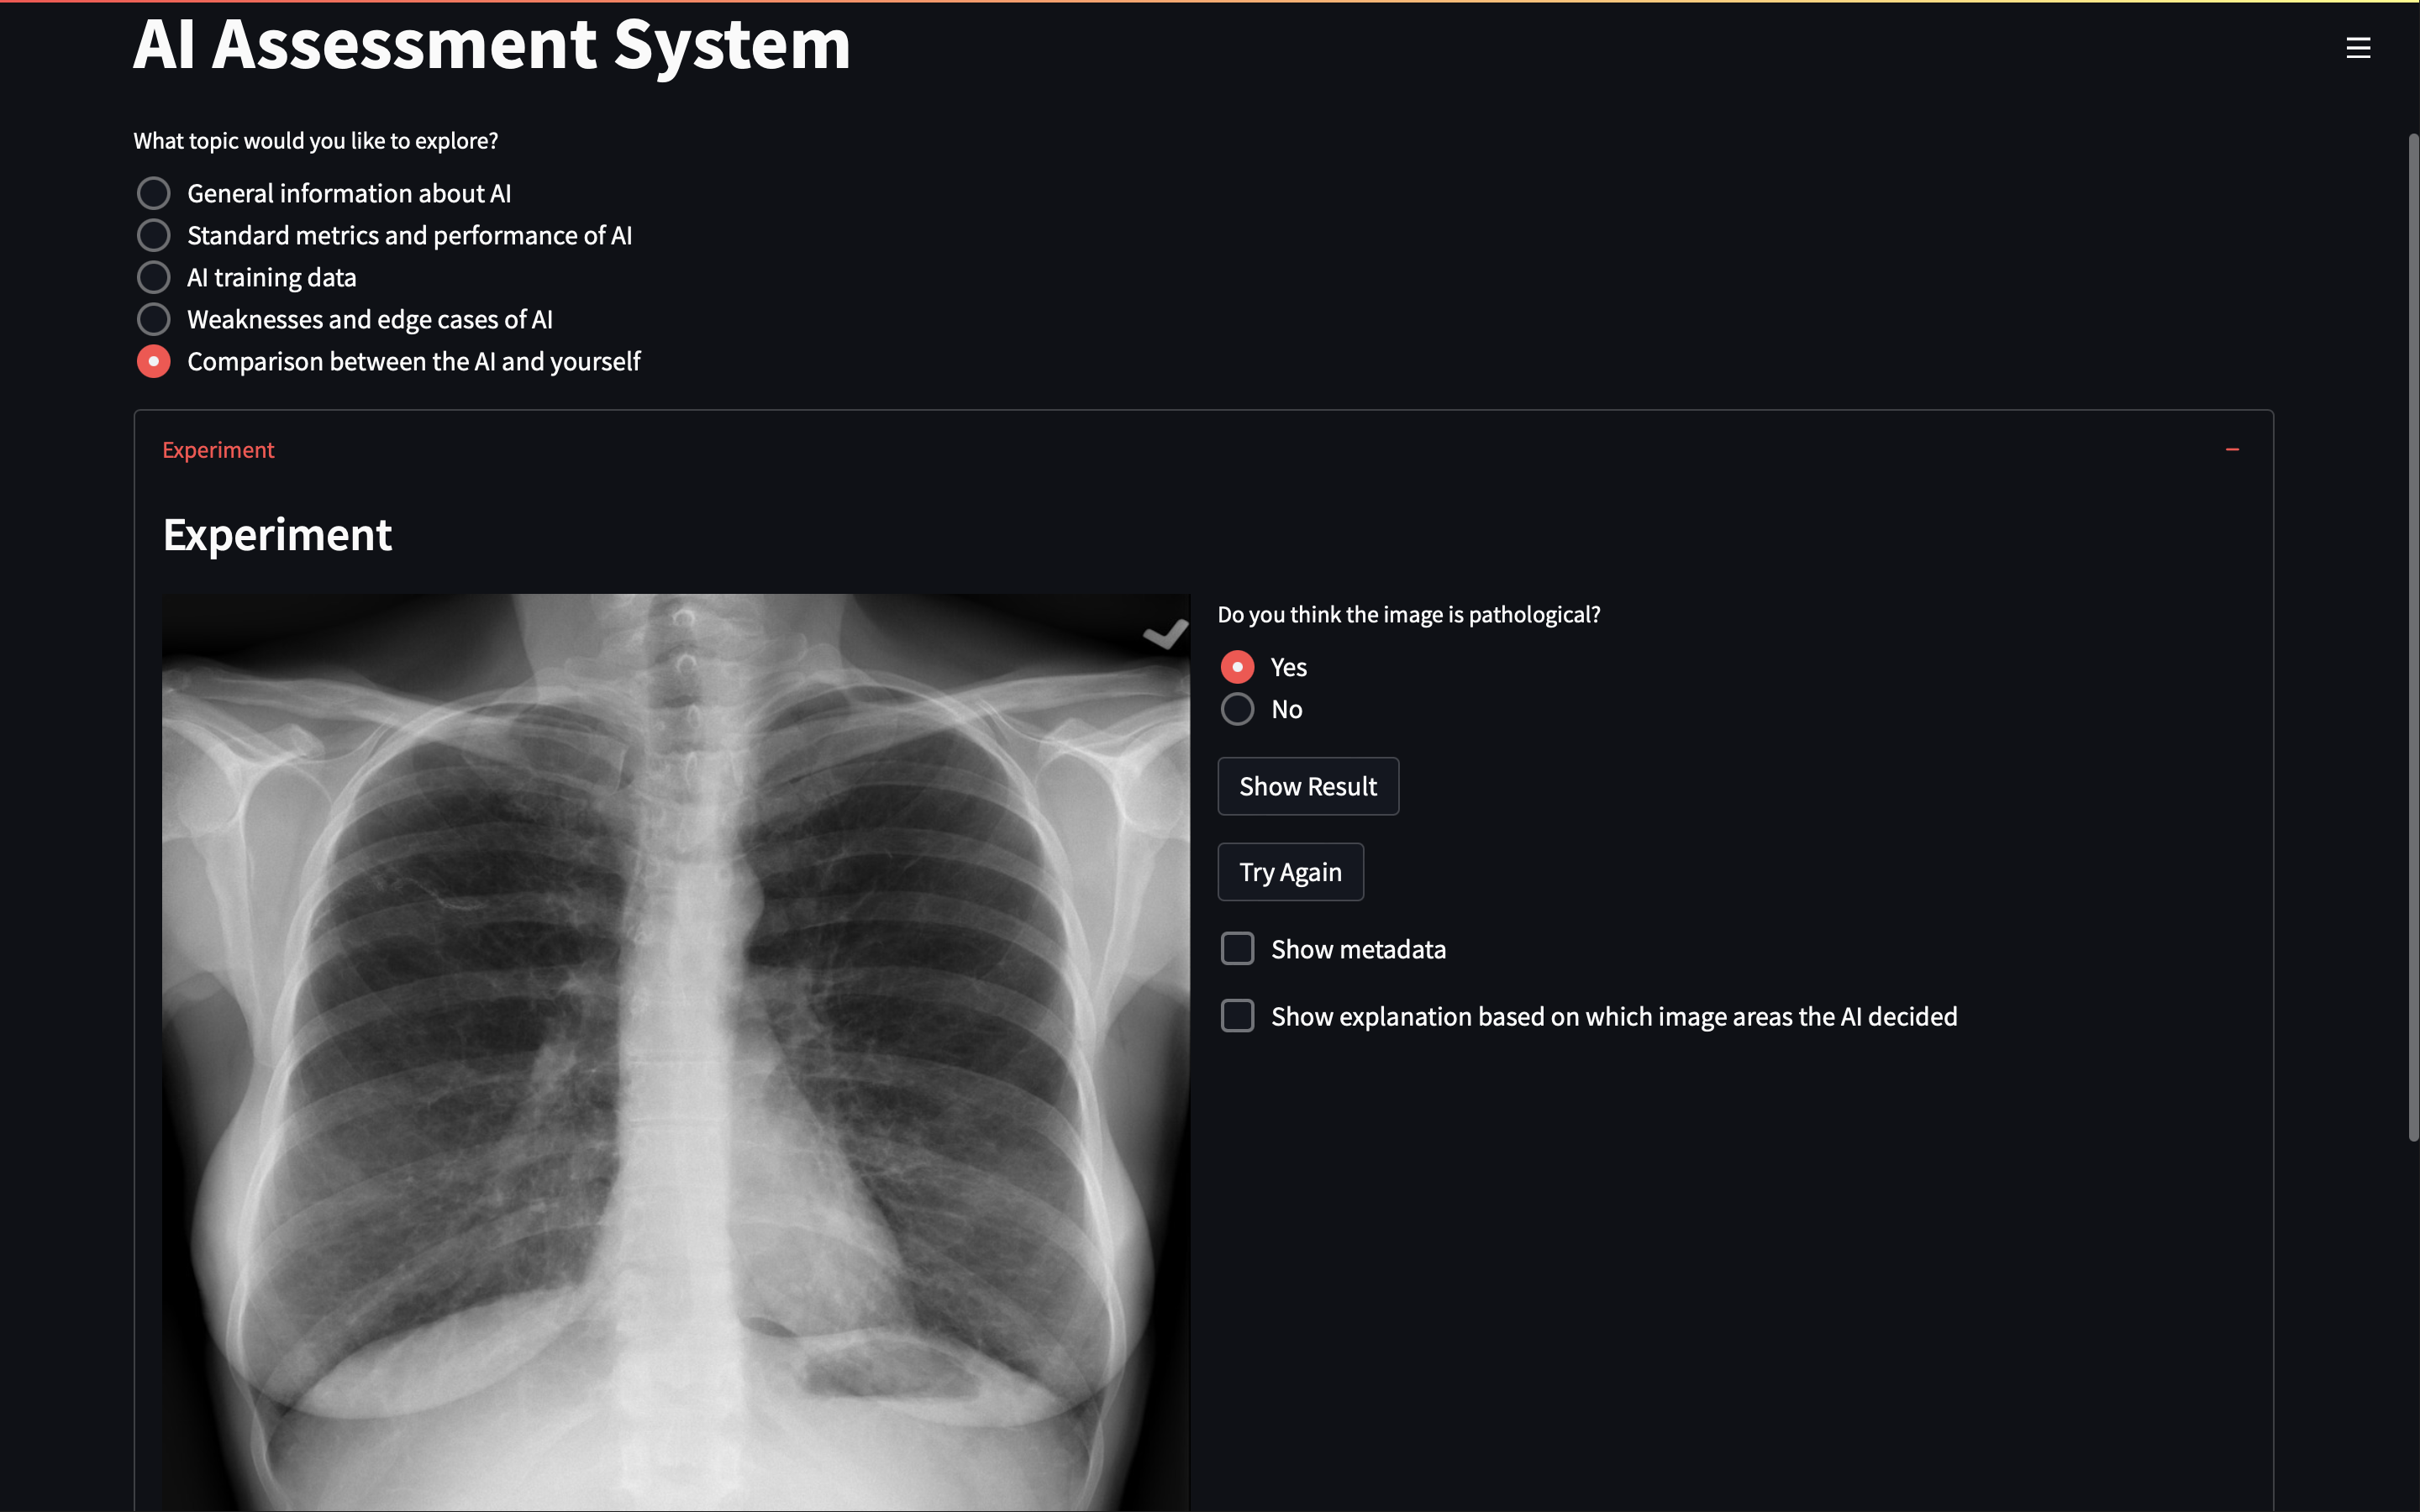 AI Assessment System
What topic would you like to explore?
General information about AI
Standard metrics and performance of AI
AI training data
Weaknesses and edge cases of AI
Comparison between the AI and yourself
Experiment
Experiment
Do you think the image is pathological?
Yes
No
Show Result
Try Again
Show metadata
Show explanation based on which image areas the AI decided